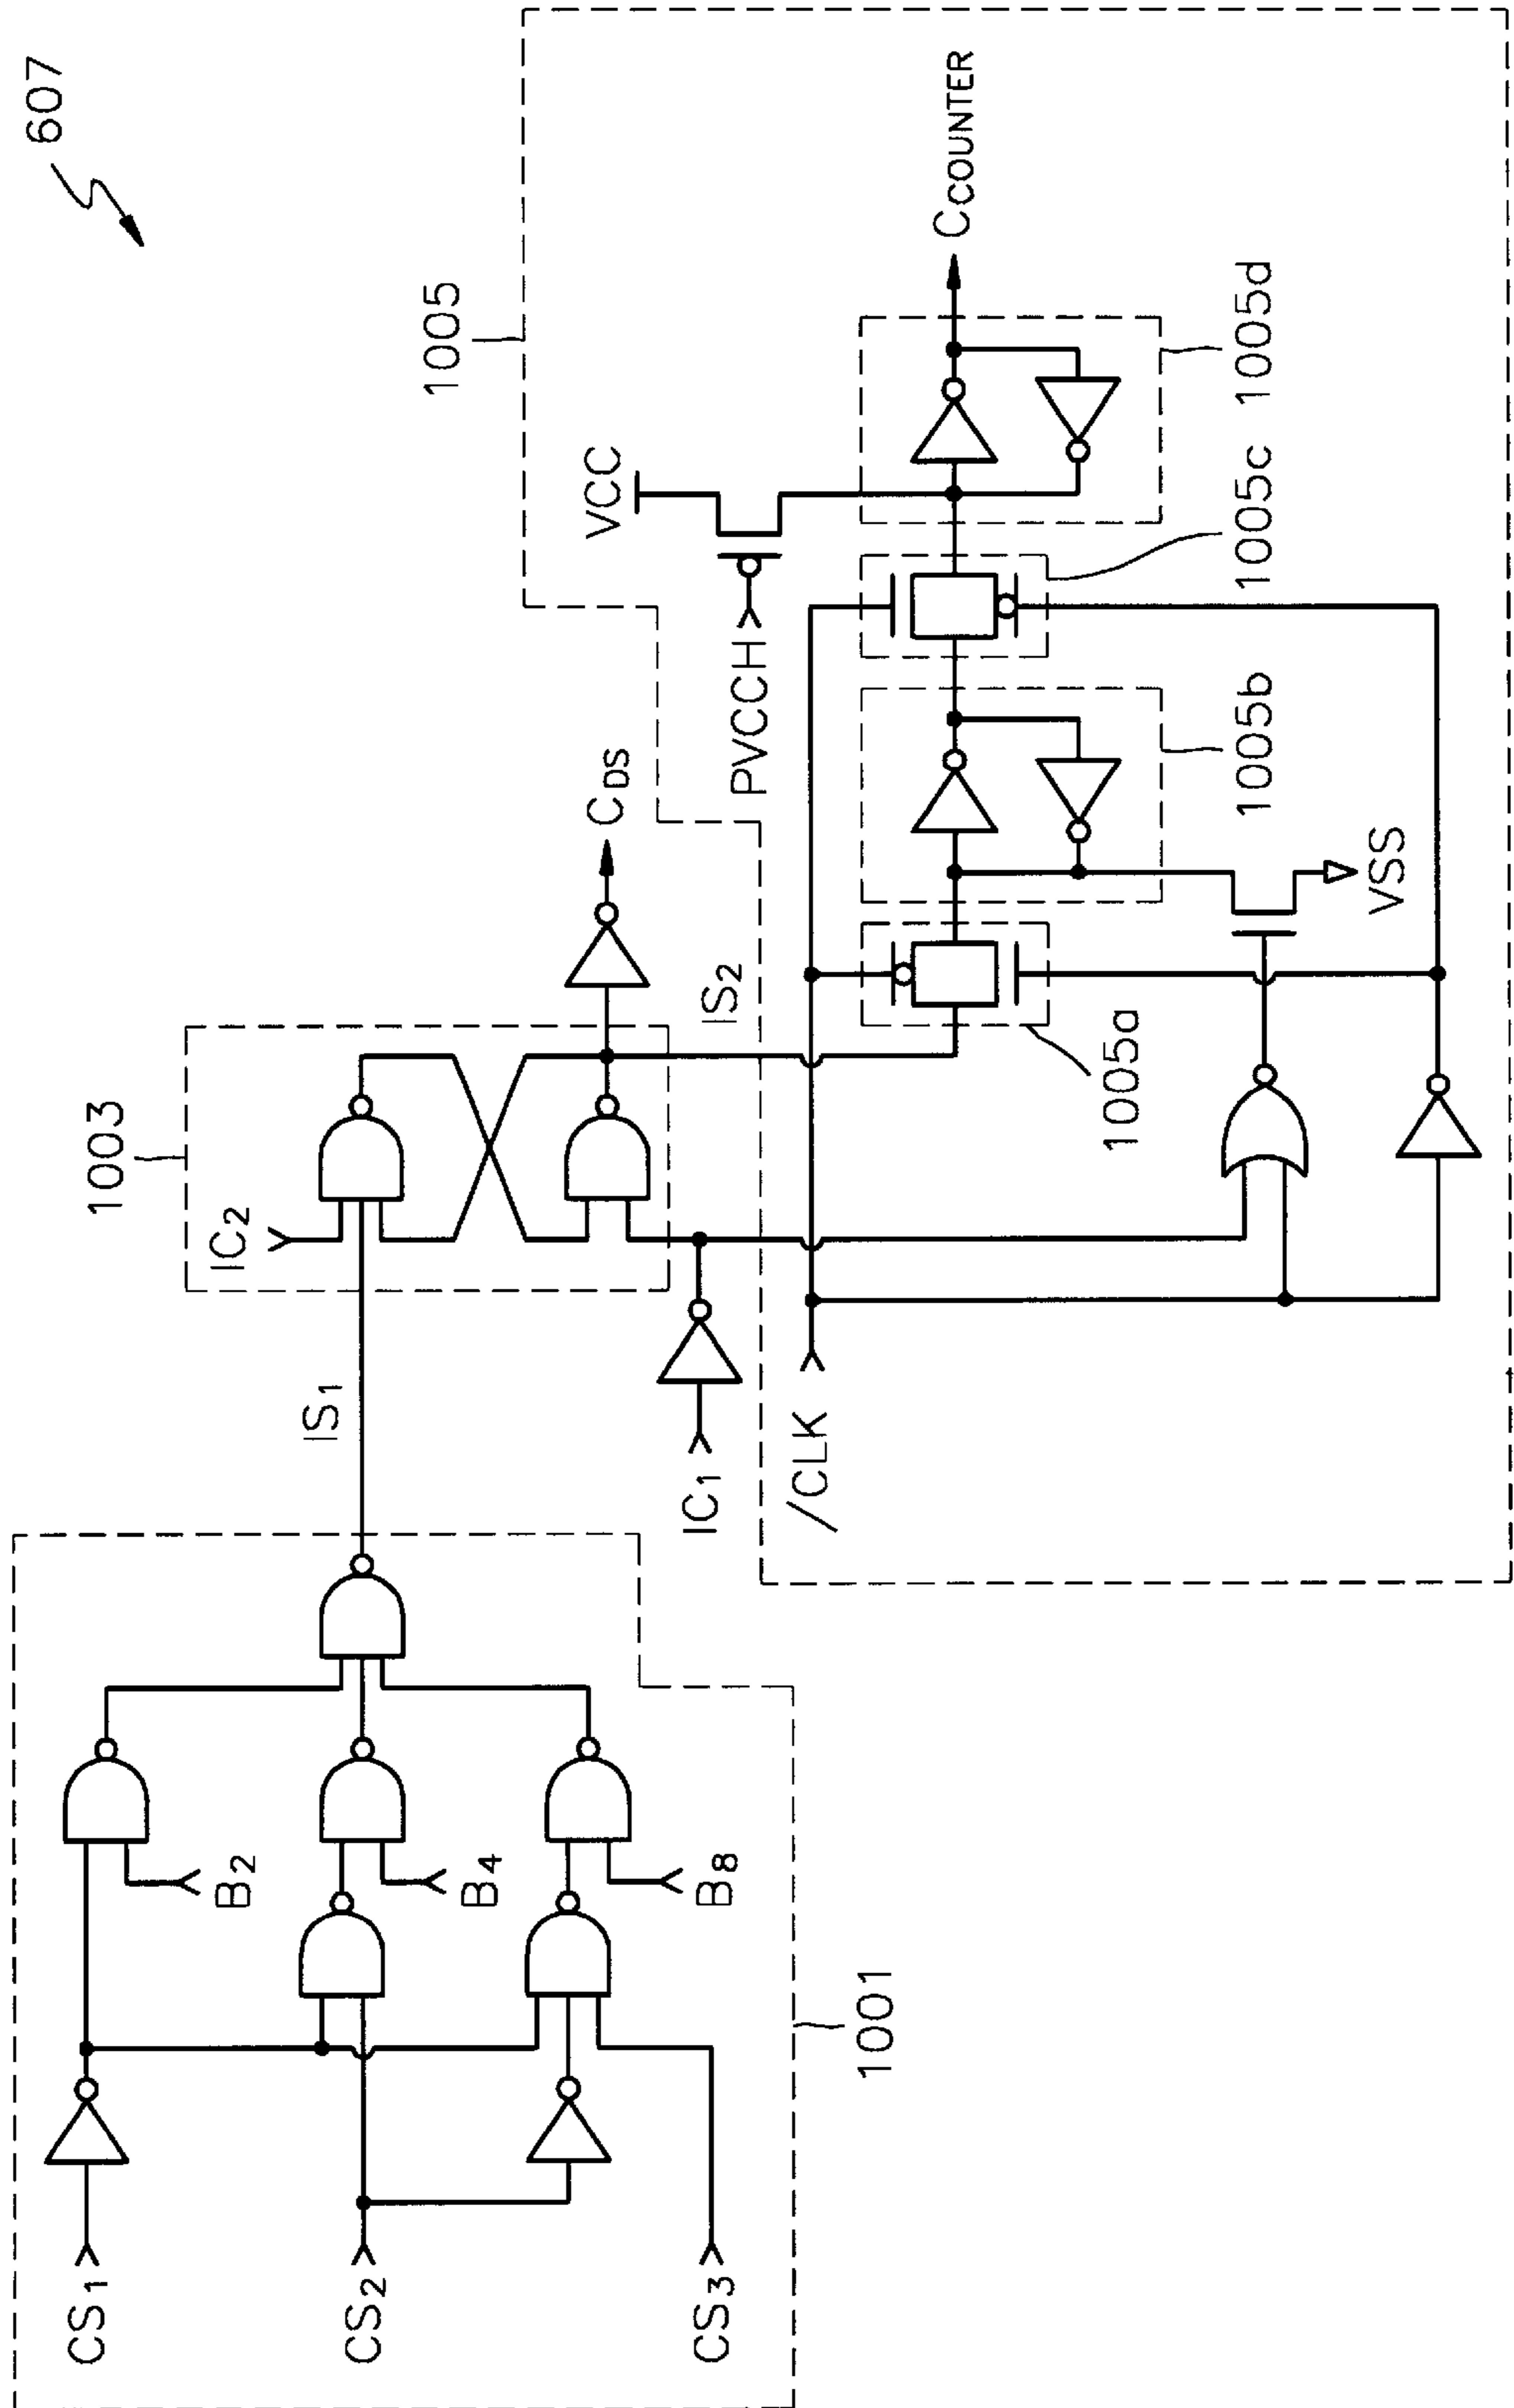 607
1005
1003
1001
CS1
CS2
CS3
B2
B4
B8
IS1
IC2
IC1
/CLK
IS2
CDS
1005a
1005b
1005c
1005d
PVCCH
VCC
VSS
CCOUNTER